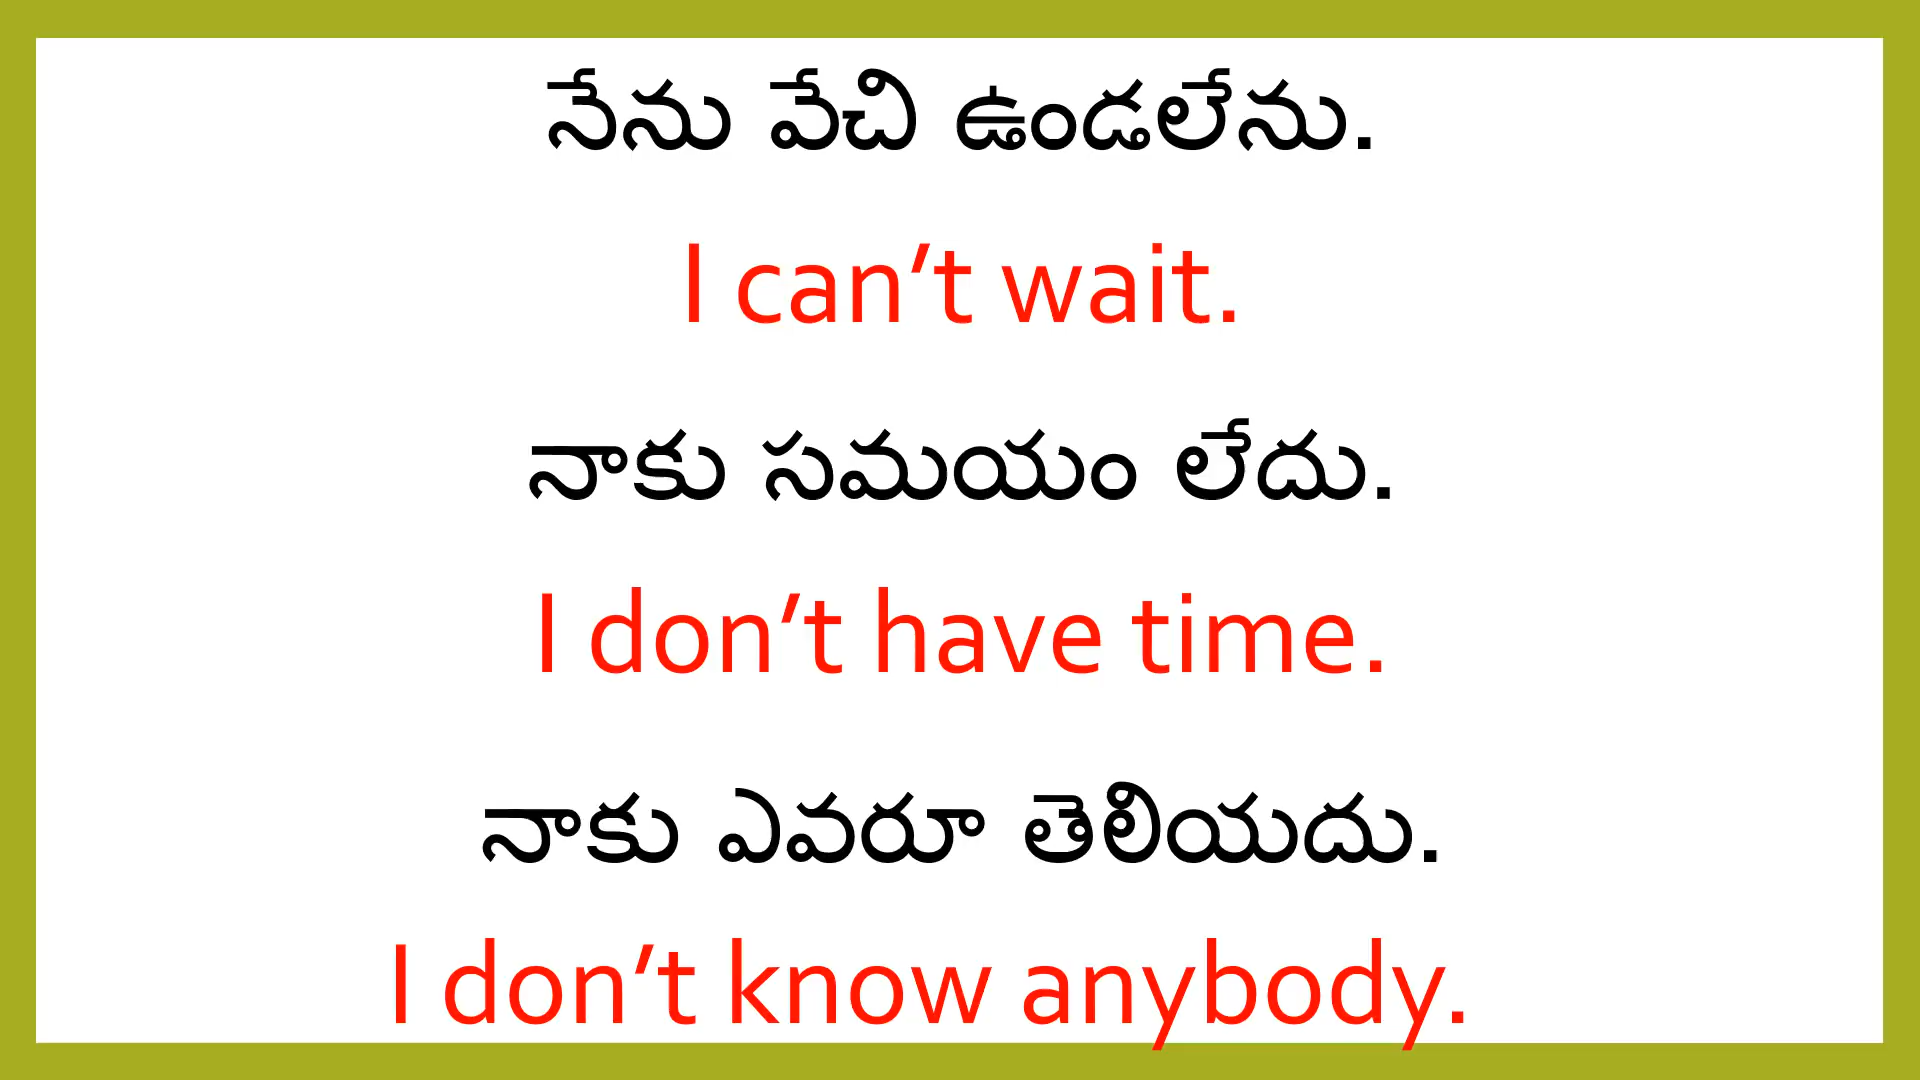 నేను వేచి ఉండలేను.
I can’t wait.
నాకు సమయం లేదు.
I don’t have time.
నాకు ఎవరూ తెలియదు.
I don’t know anybody.